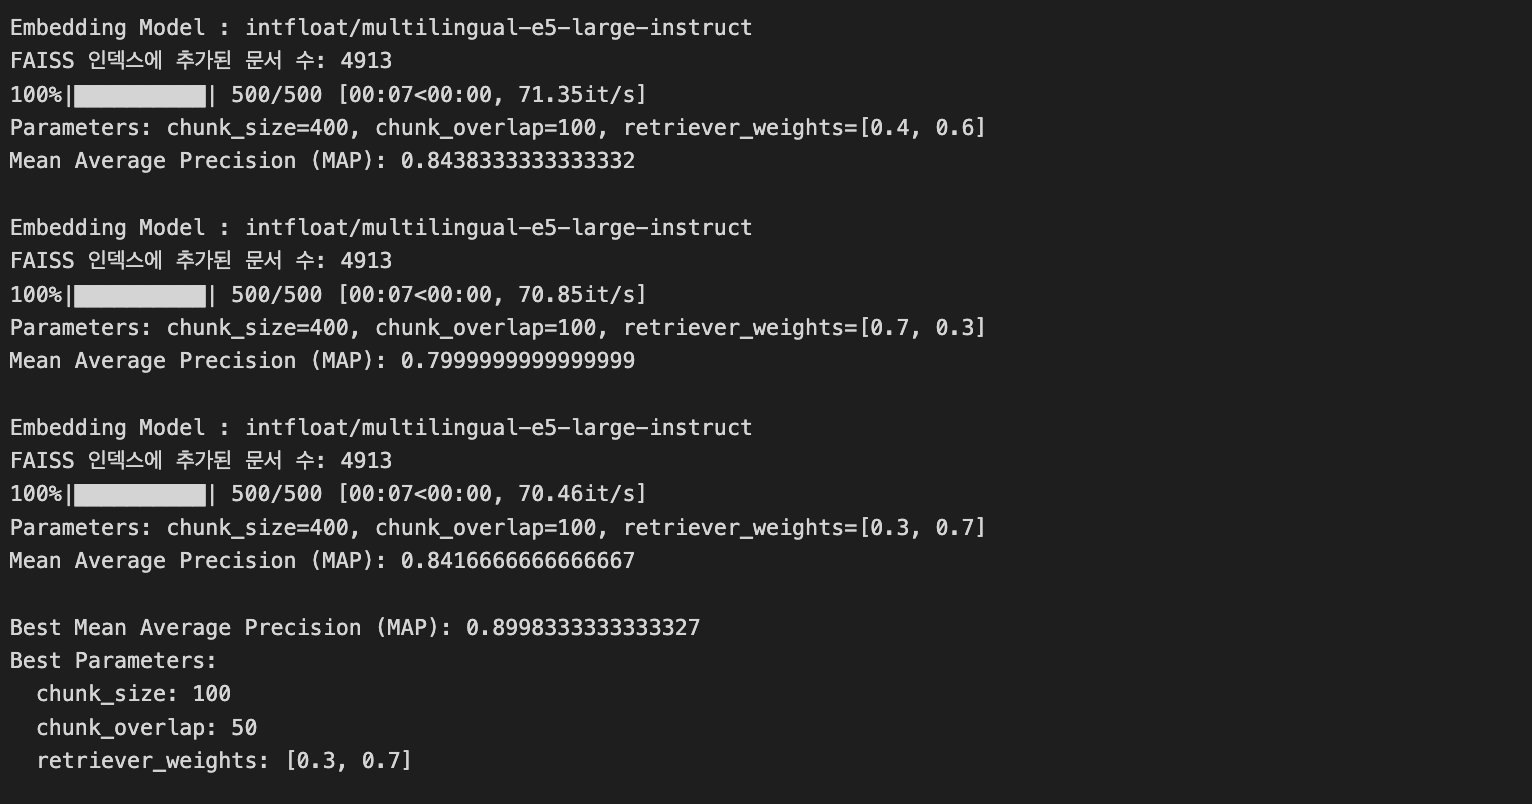 Embedding Model : intfloat/multilingual-e5-large-instruct
FAISS 인덱스에 추가된 문서 수: 4913
100%|██████████| 500/500 [00:07<00:00, 71.35it/s]
Parameters: chunk_size=400, chunk_overlap=100, retriever_weights=[0.4, 0.6]
Mean Average Precision (MAP): 0.8438333333333332
Embedding Model : intfloat/multilingual-e5-large-instruct
FAISS 인덱스에 추가된 문서 수: 4913
100%|██████████| 500/500 [00:07<00:00, 70.85it/s]
Parameters: chunk_size=400, chunk_overlap=100, retriever_weights=[0.7, 0.3]
Mean Average Precision (MAP): 0.7999999999999999
Embedding Model : intfloat/multilingual-e5-large-instruct
FAISS 인덱스에 추가된 문서 수: 4913
100%|██████████| 500/500 [00:07<00:00, 70.46it/s]
Parameters: chunk_size=400, chunk_overlap=100, retriever_weights=[0.3, 0.7]
Mean Average Precision (MAP): 0.8416666666666667
Best Mean Average Precision (MAP): 0.8998333333333327
Best Parameters:
  chunk_size: 100
  chunk_overlap: 50
  retriever_weights: [0.3, 0.7]